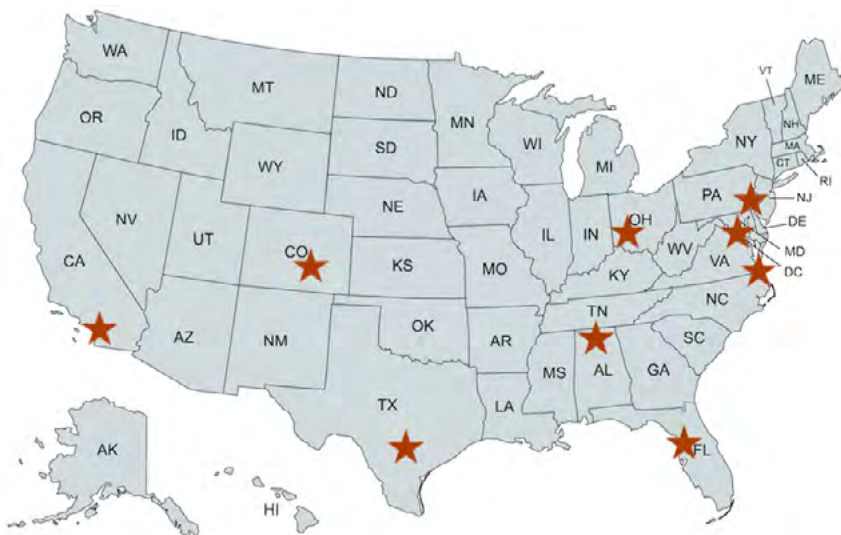 WA
MT
ND
MN
VT
ME
OR
ID
SD
WI
NY
NH
MA
WY
MI
CT
RI
IA
PA
NJ
NE
OH
NV
UT
CO
IL
IN
DE
WV
MD
CA
KS
MO
VA
DC
KY
NC
TN
AZ
NM
OK
AR
SC
MS
AL
GA
TX
LA
AK
FL
HI